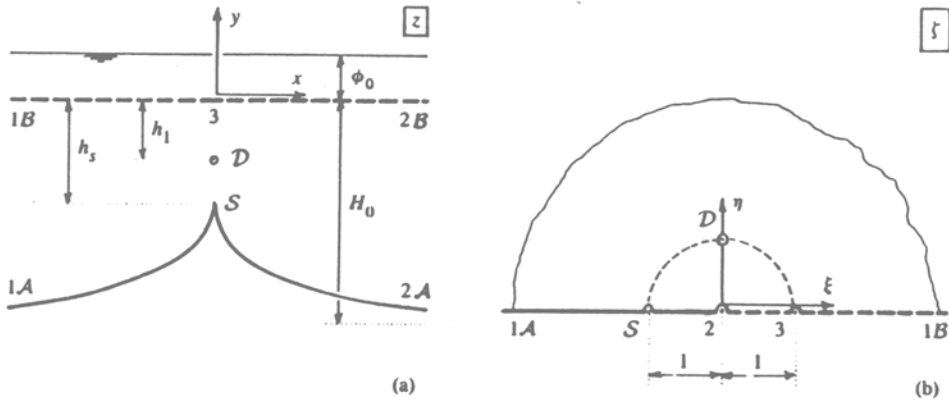 y
z
ζ
x
ϕ₀
1B
3
2B
h₁
hₛ
D
S
H₀
1A
2A
(a)
D
η
ξ
1A
S
2
3
1B
1
1
(b)